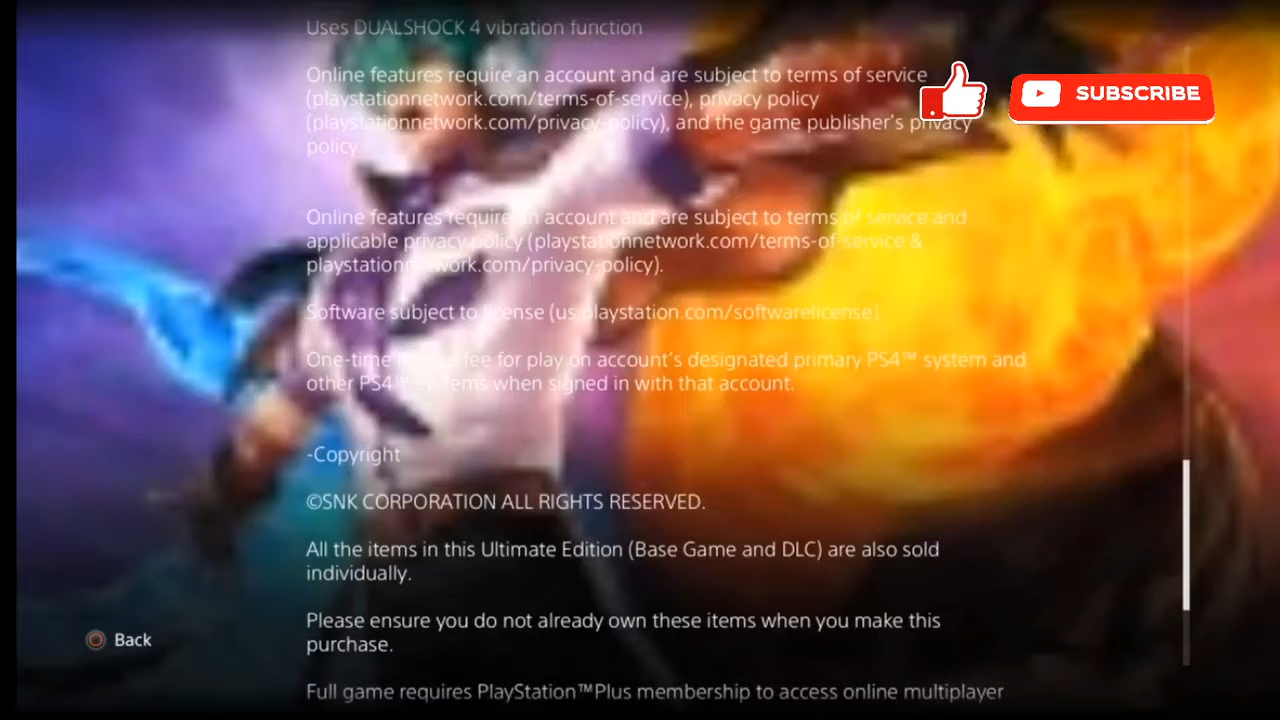 Uses DUALSHOCK 4 vibration function
Online features require an account and are subject to terms of service
(playstationnetwork.com/terms-of-service), privacy policy
(playstationnetwork.com/privacy-policy), and the game publisher's privacy
policy
SUBSCRIBE
Online features require an account and are subject to terms of service and
applicable privacy policy (playstationnetwork.com/terms-of-service &
playstationnetwork.com/privacy-policy).
Software subject to license (us.playstation.com/softwarelicense)
One-time fee for play on account's designated primary PS4™ system and
other PS4™ systems when signed in with that account.
-Copyright
©SNK CORPORATION ALL RIGHTS RESERVED.
All the items in this Ultimate Edition (Base Game and DLC) are also sold
individually.
Please ensure you do not already own these items when you make this
purchase.
Back
Full game requires PlayStation™Plus membership to access online multiplayer